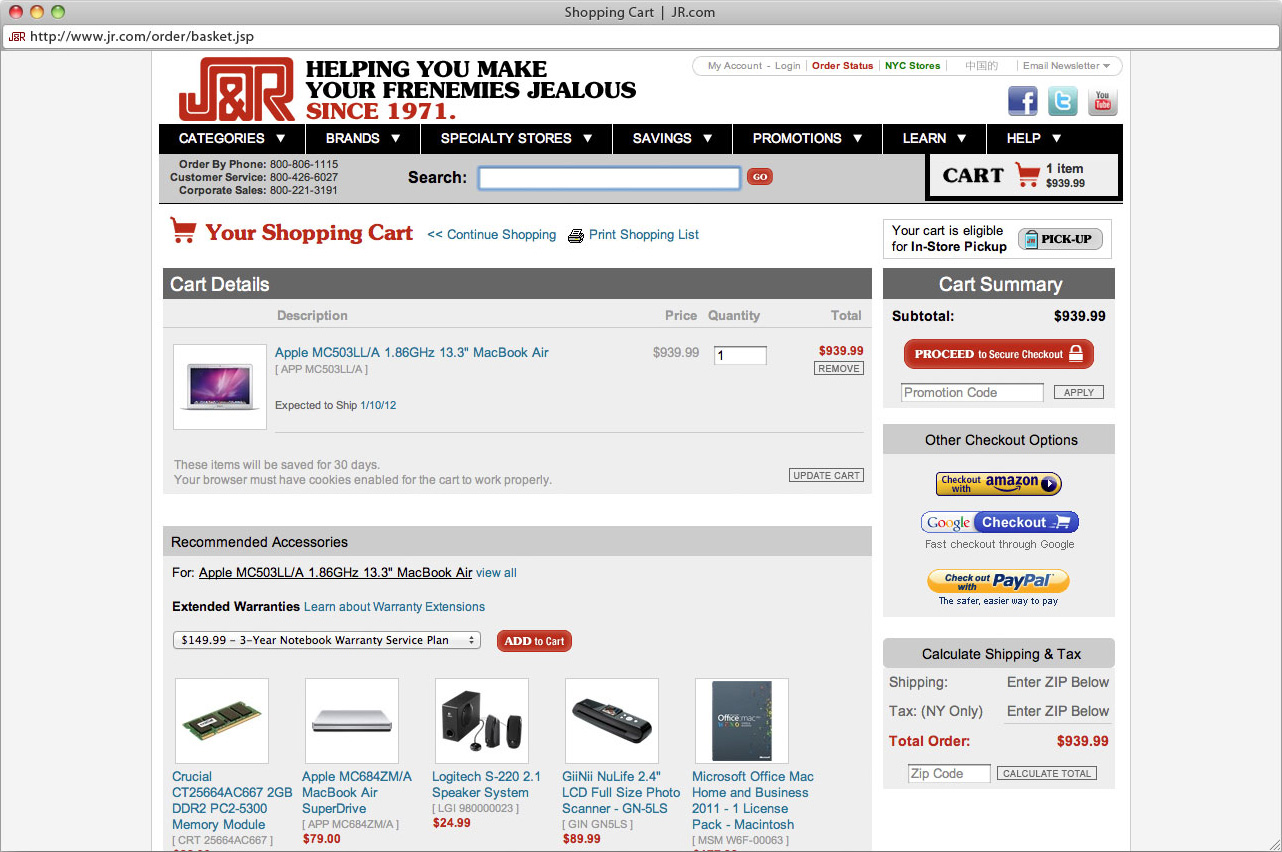 Shopping Cart | JR.com
J&R http://www.jr.com/order/basket.jsp
J&R
HELPING YOU MAKE
YOUR FRENEMIES JEALOUS
SINCE 1971.
My Account - Login | Order Status | NYC Stores | 中国的 | Email Newsletter
You Tube
CATEGORIES BRANDS SPECIALTY STORES SAVINGS PROMOTIONS LEARN HELP
Order By Phone: 800-806-1115
Customer Service: 800-426-6027
Corporate Sales: 800-221-3191
Search: GO
CART 1 item
$939.99
Your Shopping Cart << Continue Shopping Print Shopping List
Your cart is eligible
for In-Store Pickup
PICK-UP
Cart Details
Description Price Quantity Total
Apple MC503LL/A 1.86GHz 13.3" MacBook Air $939.99 1 $939.99
[ APP MC503LL/A ] REMOVE
Expected to Ship 1/10/12
These items will be saved for 30 days.
Your browser must have cookies enabled for the cart to work properly.
UPDATE CART
Cart Summary
Subtotal: $939.99
PROCEED to Secure Checkout
Promotion Code APPLY
Other Checkout Options
Checkout
with amazon
Google Checkout
Fast checkout through Google
Check out
with PayPal
The safer, easier way to pay
Calculate Shipping & Tax
Shipping: Enter ZIP Below
Tax: (NY Only) Enter ZIP Below
Total Order: $939.99
Zip Code CALCULATE TOTAL
Recommended Accessories
For: Apple MC503LL/A 1.86GHz 13.3" MacBook Air view all
Extended Warranties Learn about Warranty Extensions
$149.99 – 3-Year Notebook Warranty Service Plan ADD to Cart
Crucial
CT25664AC667 2GB
DDR2 PC2-5300
Memory Module
[ CRT 25664AC667 ]
Apple MC684ZM/A
MacBook Air
SuperDrive
[ APP MC684ZM/A ]
$79.00
Logitech S-220 2.1
Speaker System
[ LGI 980000023 ]
$24.99
GiiNii NuLife 2.4"
LCD Full Size Photo
Scanner - GN-5LS
[ GIN GN5LS ]
$89.99
Office:mac
Microsoft Office Mac
Home and Business
2011 - 1 License
Pack - Macintosh
[ MSM W6F-00063 ]